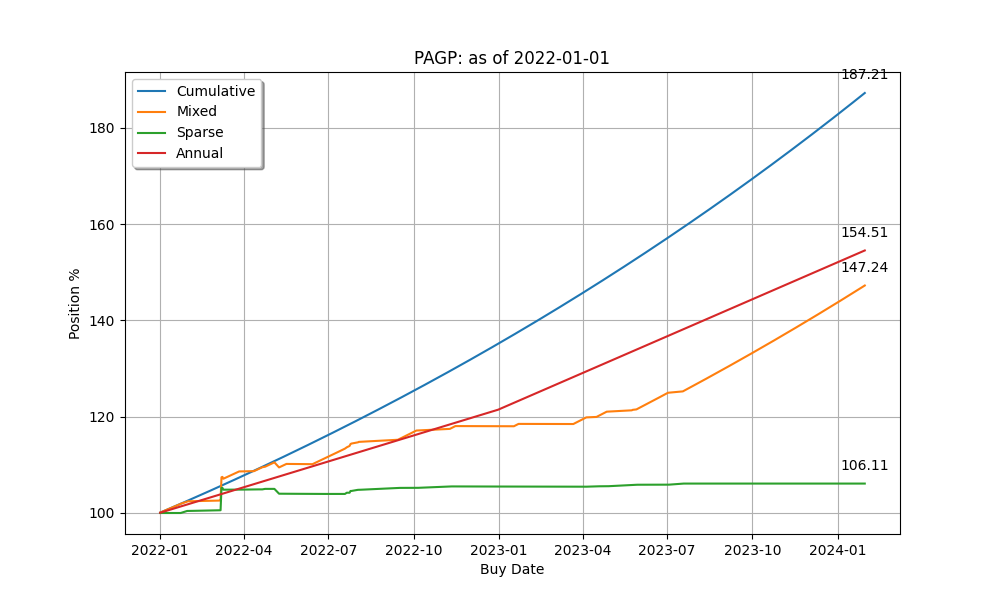 PAGP: as of 2022-01-01
187.21
Cumulative
Mixed
Sparse
Annual
180
160
154.51
147.24
140
120
106.11
100
Position %
2022-01 2022-04 2022-07 2022-10 2023-01 2023-04 2023-07 2023-10 2024-01
Buy Date